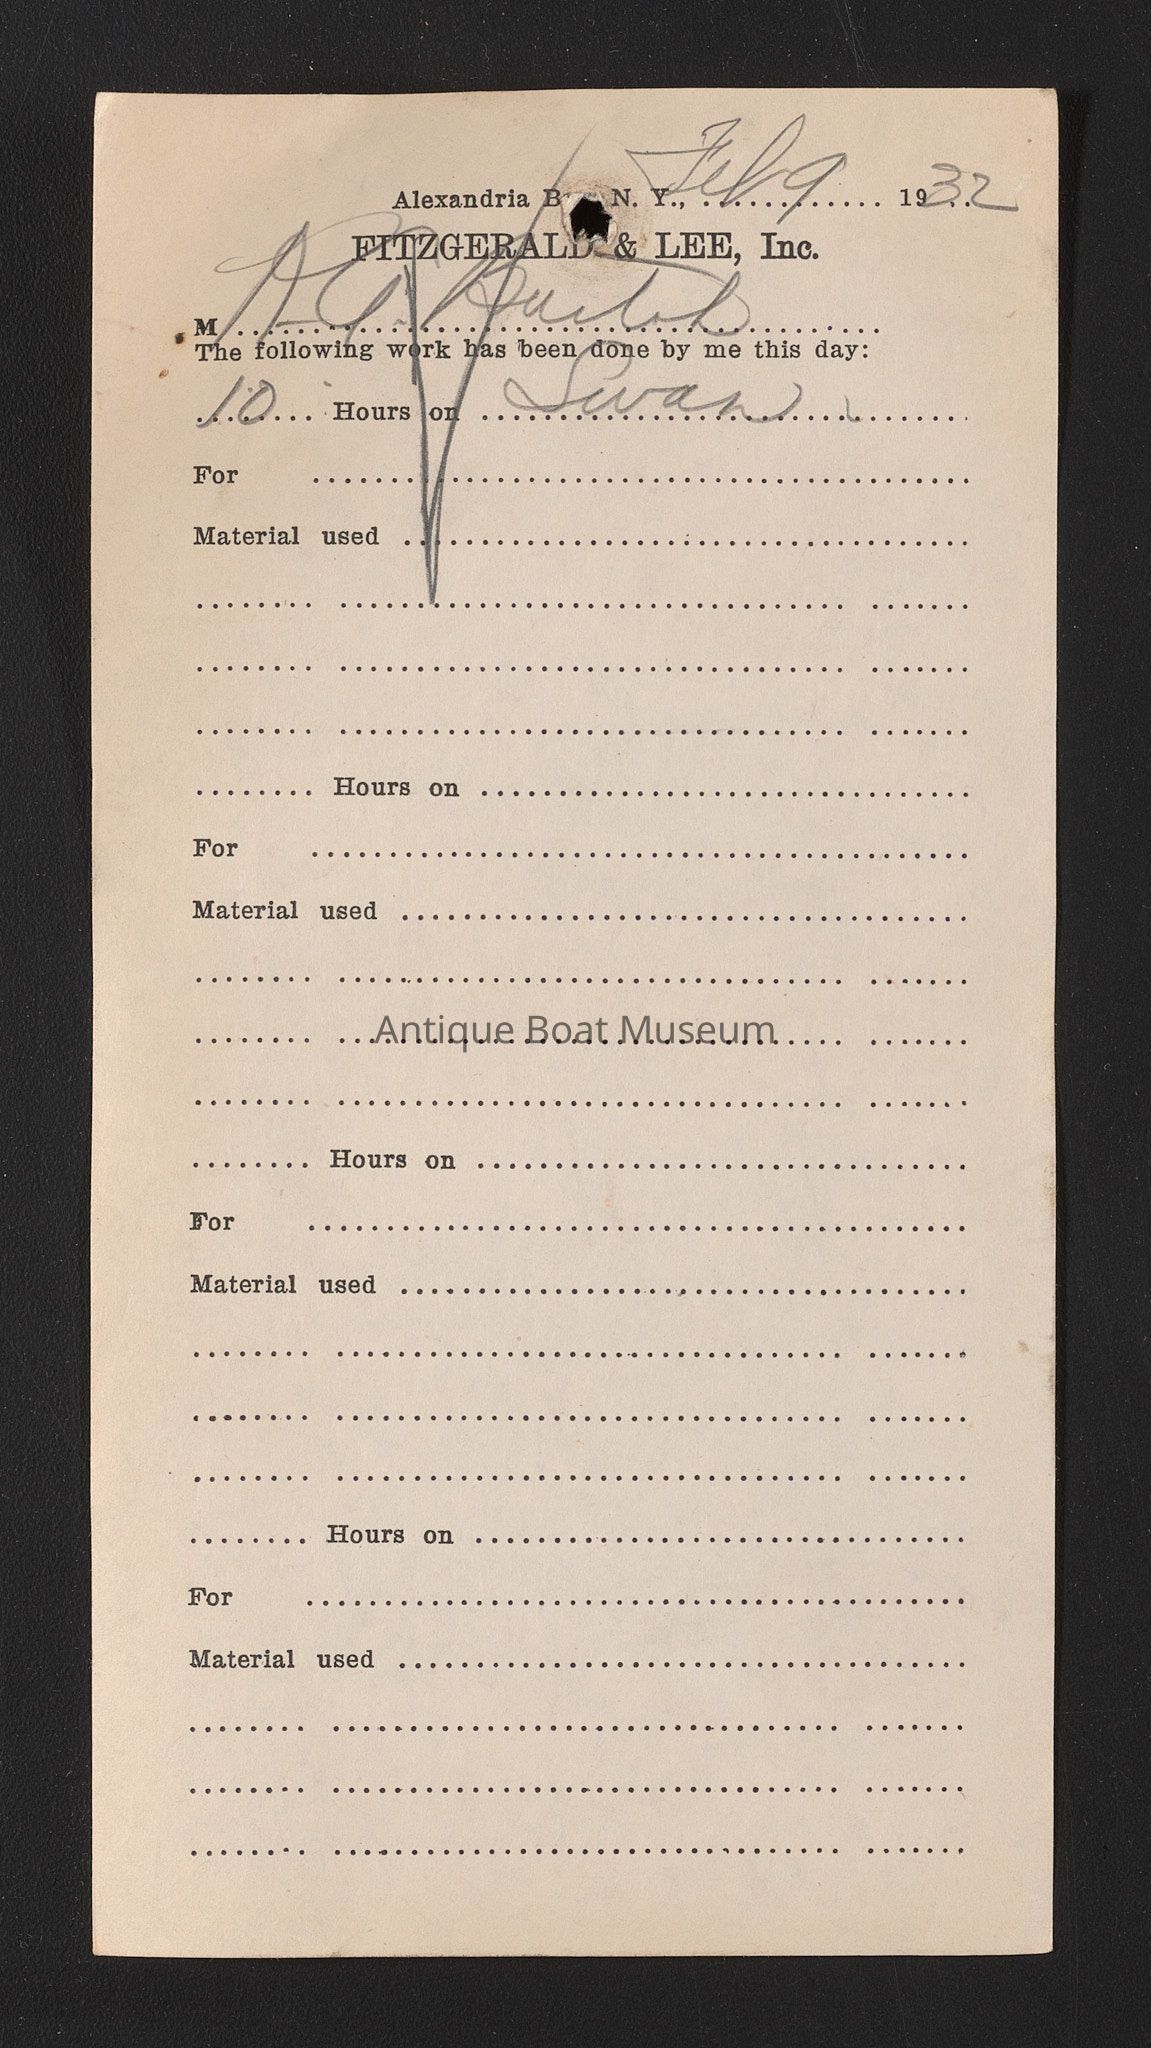 Alexandria B N. Y., Feb 9 1932
FITZGERALD & LEE, Inc.
M
The following work has been done by me this day:
10 Hours on Swan
For
Material used
Hours on
For
Material used
Antique Boat Museum
Hours on
For
Material used
Hours on
For
Material used